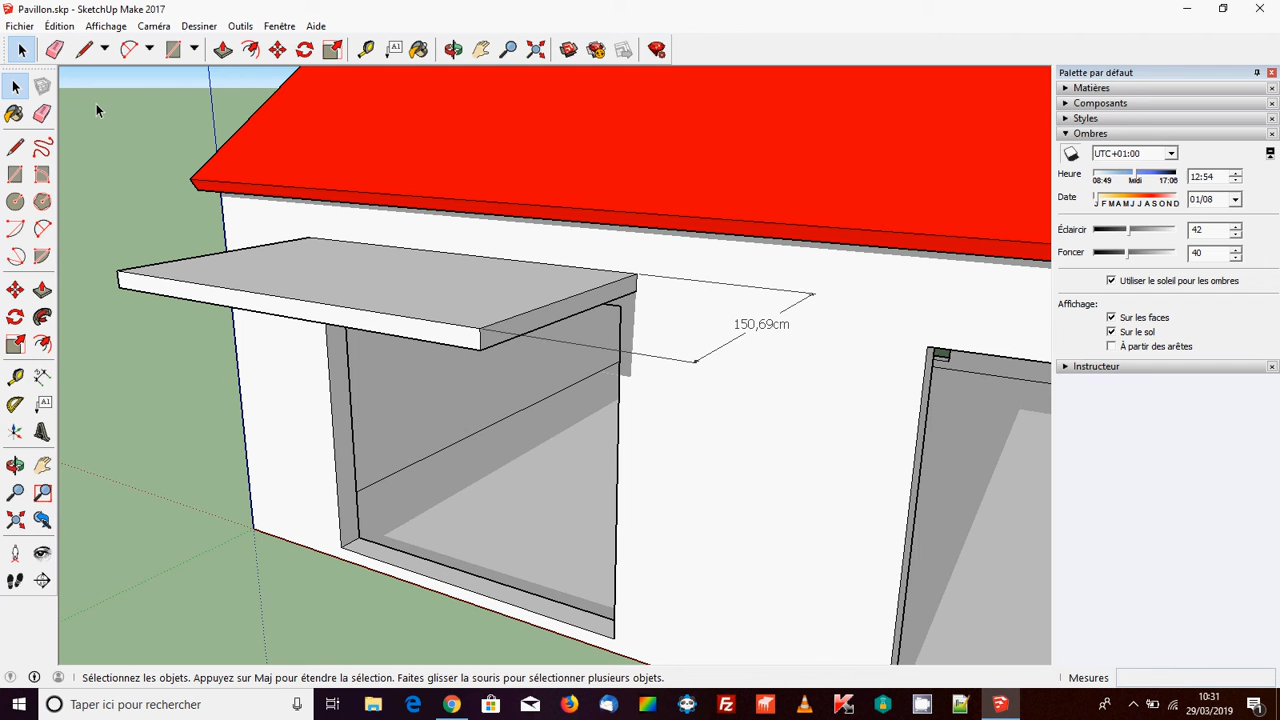 Pavillon.skp - SketchUp Make 2017
Fichier Édition Affichage Caméra Dessiner Outils Fenêtre Aide
A1
Palette par défaut
Matières
Composants
Styles
Ombres
UTC+01:00
Heure 08:49 Midi 17:06 12:54
Date J F M A M J J A S O N D 01/08
Éclaircir 42
Foncer 40
Utiliser le soleil pour les ombres
Affichage:
Sur les faces
Sur le sol
À partir des arêtes
Instructeur
150,69cm
A1
Sélectionnez les objets. Appuyez sur Maj pour étendre la sélection. Faites glisser la souris pour sélectionner plusieurs objets.
Mesures
Taper ici pour rechercher
10:31
29/03/2019